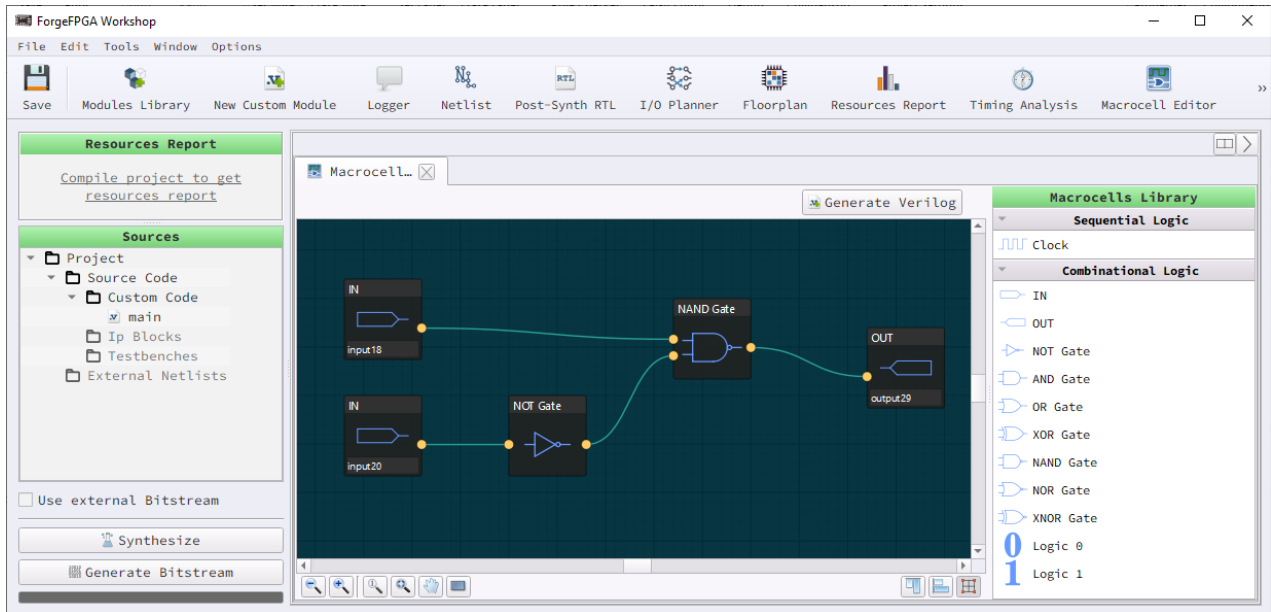 ForgeFPGA Workshop
File Edit Tools Window Options
Save Modules Library New Custom Module Logger Netlist Post-Synth RTL I/O Planner Floorplan Resources Report Timing Analysis Macrocell Editor »
RTL
Resources Report
Compile project to get
resources report
Sources
Project
Source Code
Custom Code
v main
Ip Blocks
Testbenches
External Netlists
Use external Bitstream
Synthesize
Generate Bitstream
Macrocell…
Generate Verilog
IN
input18
IN
input20
NOT Gate
NAND Gate
OUT
output29
Macrocells Library
Sequential Logic
Clock
Combinational Logic
IN
OUT
NOT Gate
AND Gate
OR Gate
XOR Gate
NAND Gate
NOR Gate
XNOR Gate
0 Logic 0
1 Logic 1